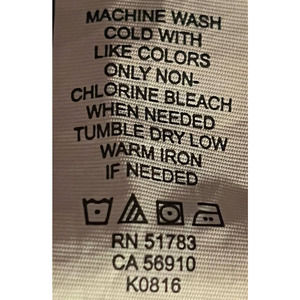 MACHINE WASH
COLD WITH
LIKE COLORS
ONLY NON-
CHLORINE BLEACH
WHEN NEEDED
TUMBLE DRY LOW
WARM IRON
IF NEEDED
RN 51783
CA 56910
K0816